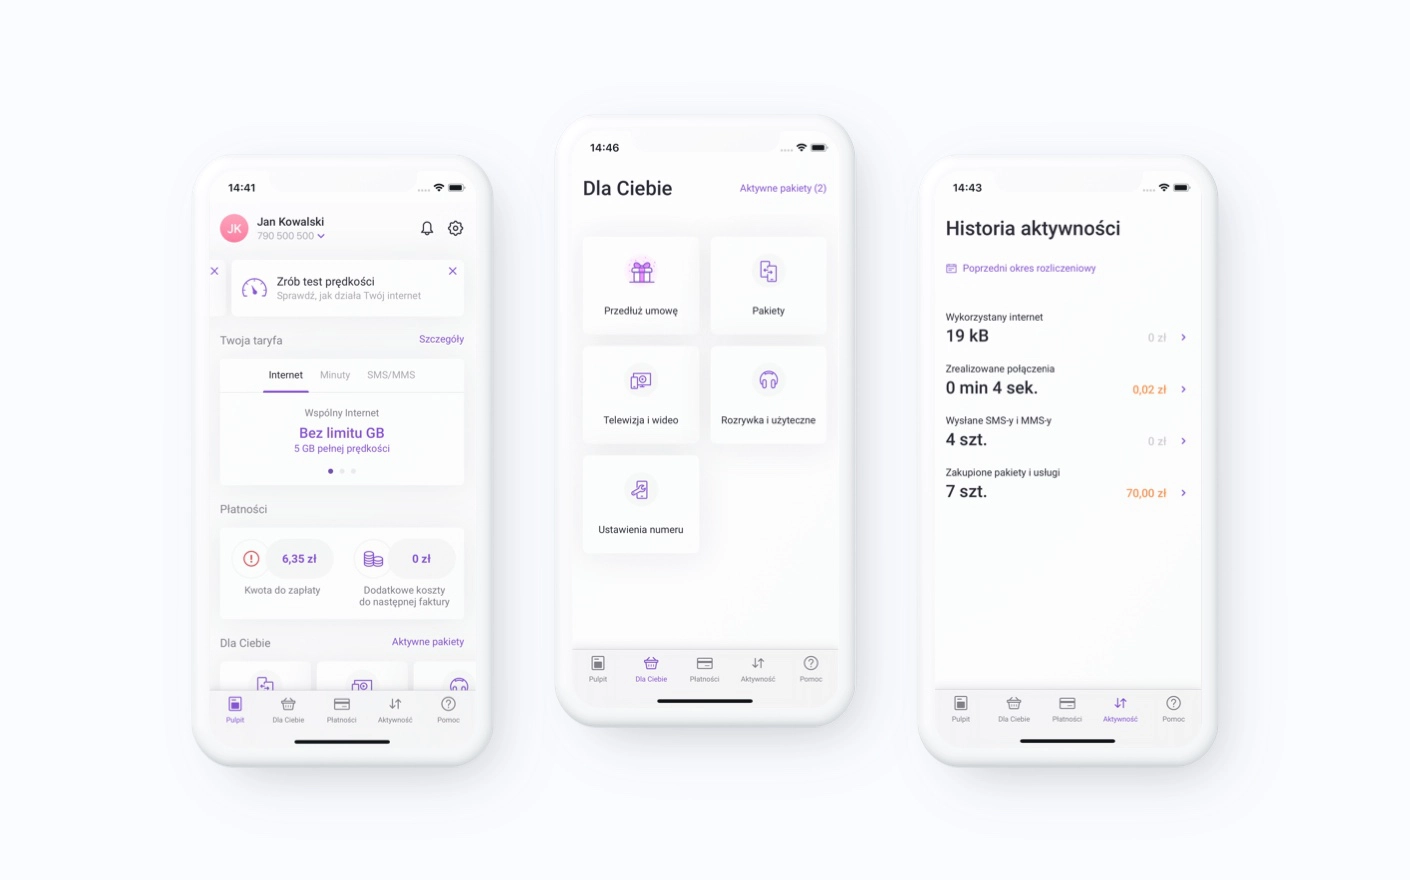 14:41
JK
Jan Kowalski
790 500 500
Zrób test prędkości
Sprawdź, jak działa Twój internet
Twoja taryfa
Szczegóły
Internet
Minuty
SMS/MMS
Wspólny Internet
Bez limitu GB
5 GB pełnej prędkości
Płatności
6,35 zł
0 zł
Kwota do zapłaty
Dodatkowe koszty
do następnej faktury
Dla Ciebie
Aktywne pakiety
Pulpit
Dla Ciebie
Płatności
Aktywność
Pomoc
14:46
Dla Ciebie
Aktywne pakiety (2)
Przedłuż umowę
Pakiety
Telewizja i wideo
Rozrywka i użyteczne
Ustawienia numeru
Pulpit
Dla Ciebie
Płatności
Aktywność
Pomoc
14:43
Historia aktywności
Poprzedni okres rozliczeniowy
Wykorzystany internet
19 kB
0 zł
Zrealizowane połączenia
0 min 4 sek.
0,02 zł
Wysłane SMS-y i MMS-y
4 szt.
0 zł
Zakupione pakiety i usługi
7 szt.
70,00 zł
Pulpit
Dla Ciebie
Płatności
Aktywność
Pomoc